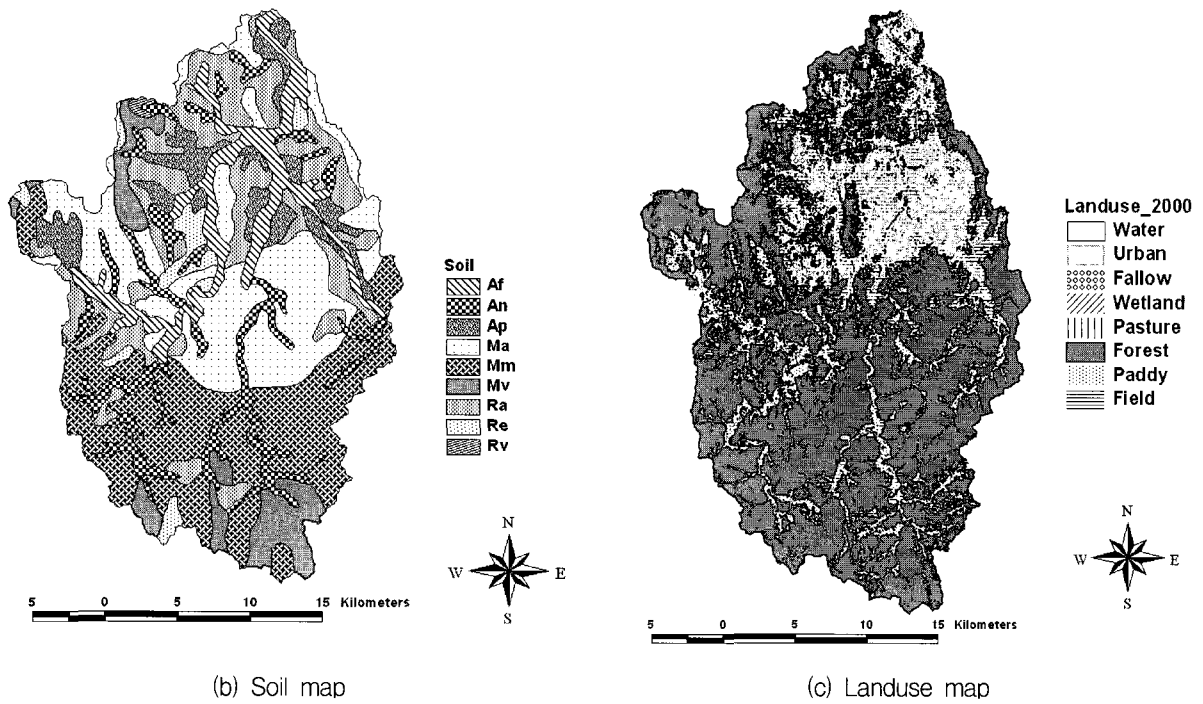 Soil
Af
An
Ap
Ma
Mm
Mv
Ra
Re
Rv
N
W E
S
5 0 5 10 15 Kilometers
(b) Soil map
Landuse_2000
Water
Urban
Fallow
Wetland
Pasture
Forest
Paddy
Field
N
W E
S
5 0 5 10 15 Kilometers
(c) Landuse map